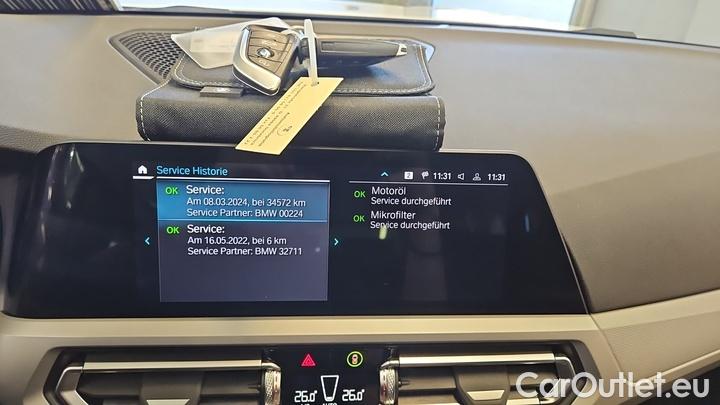 Service Historie
2 11:31 11:31
OK Service:
Am 08.03.2024, bei 34572 km
Service Partner: BMW 00224
OK Service:
Am 16.05.2022, bei 6 km
Service Partner: BMW 32711
OK Motoröl
Service durchgeführt
OK Mikrofilter
Service durchgeführt
26.0° 26.0°
AUTO
CarOutlet.eu